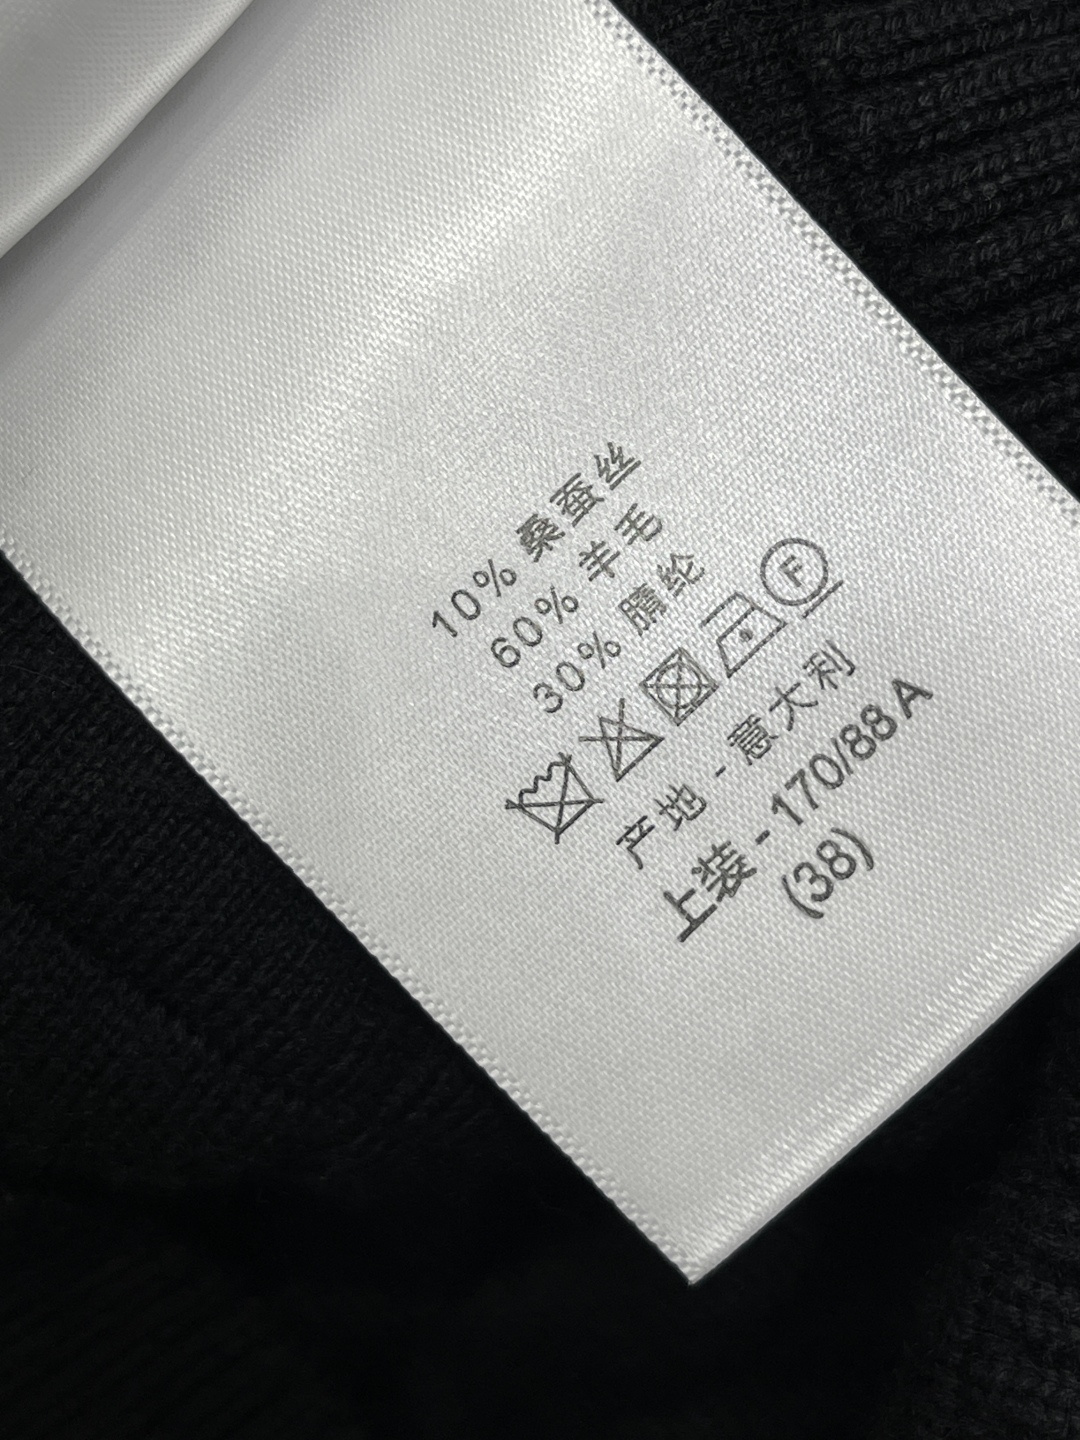 10% 桑蚕丝
60% 羊毛
30% 腈纶
F
产地 - 意大利
上装 - 170/88A
(38)